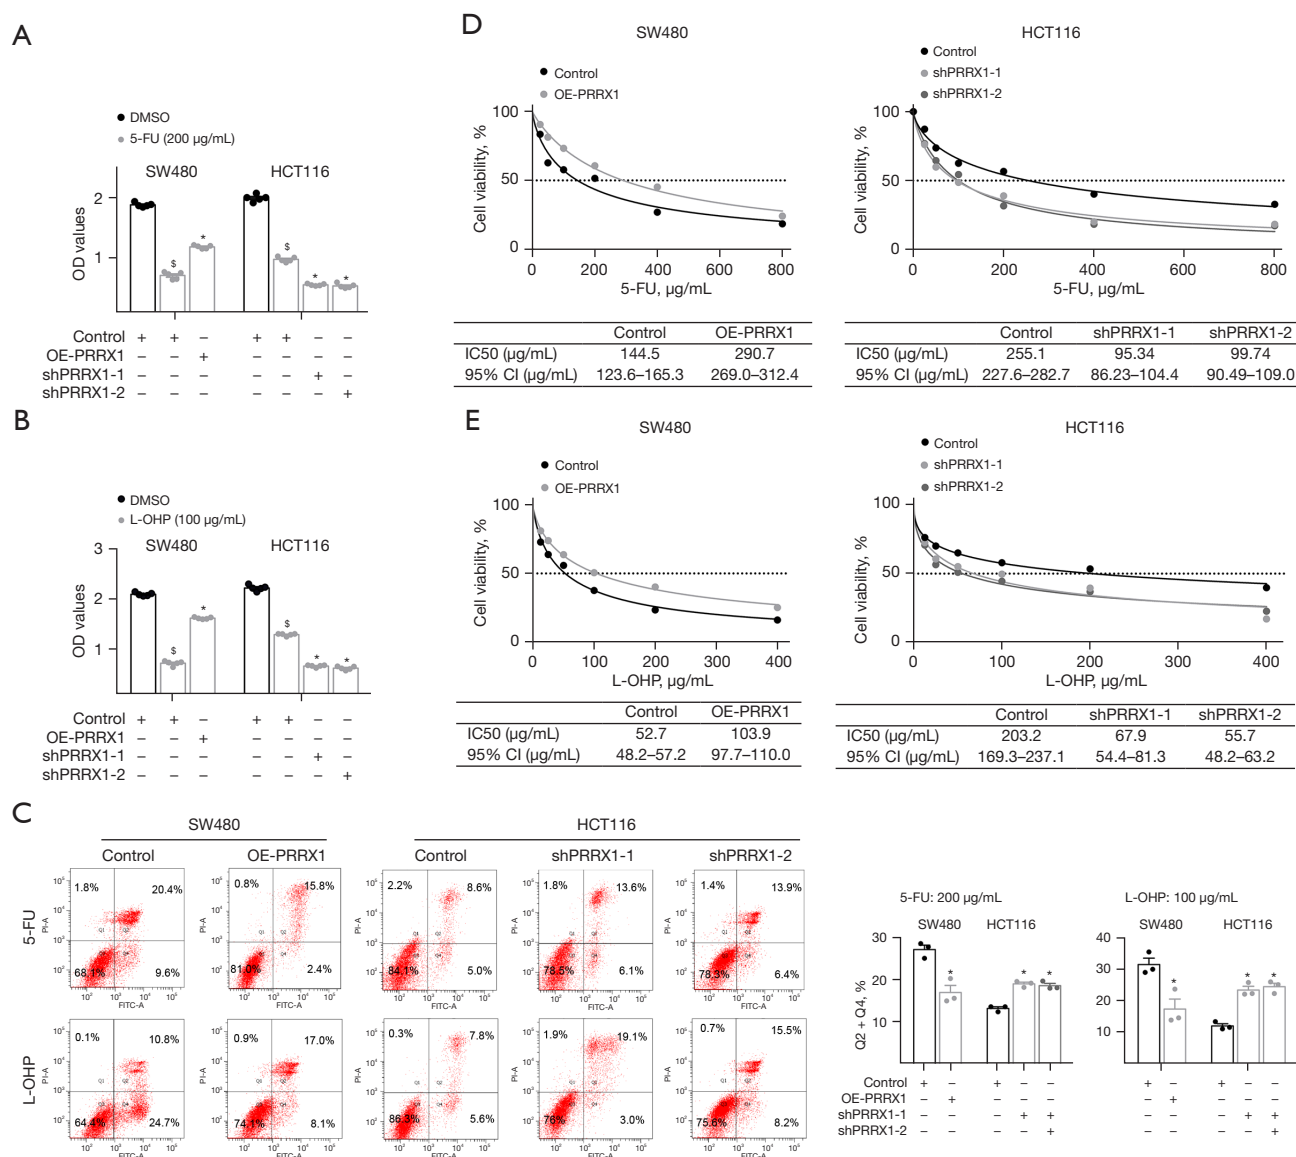 A
DMSO
5-FU (200 µg/mL)
SW480 HCT116
OD values
2
1
Control + + – + + – –
OE-PRRX1 – – + – – – –
shPRRX1-1 – – – – – + –
shPRRX1-2 – – – – – – +
$ * $ * *
B
DMSO
L-OHP (100 µg/mL)
SW480 HCT116
OD values
3
2
1
$ * $ * *
Control + + – + + – –
OE-PRRX1 – – + – – – –
shPRRX1-1 – – – – – + –
shPRRX1-2 – – – – – – +
D
SW480
Control
OE-PRRX1
Cell viability, %
100
50
0
0 200 400 600 800
5-FU, µg/mL
Control OE-PRRX1
IC50 (µg/mL) 144.5 290.7
95% CI (µg/mL) 123.6–165.3 269.0–312.4
HCT116
Control
shPRRX1-1
shPRRX1-2
Cell viability, %
100
50
0
0 200 400 600 800
5-FU, µg/mL
Control shPRRX1-1 shPRRX1-2
IC50 (µg/mL) 255.1 95.34 99.74
95% CI (µg/mL) 227.6–282.7 86.23–104.4 90.49–109.0
E
SW480
Control
OE-PRRX1
Cell viability, %
100
50
0
0 100 200 300 400
L-OHP, µg/mL
Control OE-PRRX1
IC50 (µg/mL) 52.7 103.9
95% CI (µg/mL) 48.2–57.2 97.7–110.0
HCT116
Control
shPRRX1-1
shPRRX1-2
Cell viability, %
100
50
0
0 100 200 300 400
L-OHP, µg/mL
Control shPRRX1-1 shPRRX1-2
IC50 (µg/mL) 203.2 67.9 55.7
95% CI (µg/mL) 169.3–237.1 54.4–81.3 48.2–63.2
C
SW480 HCT116
Control OE-PRRX1 Control shPRRX1-1 shPRRX1-2
5-FU
1.8% 20.4% 0.8% 15.8% 2.2% 8.6% 1.8% 13.6% 1.4% 13.9%
68.1% 9.6% 81.0% 2.4% 84.1% 5.0% 78.5% 6.1% 78.3% 6.4%
PI-A
FITC-A FITC-A FITC-A FITC-A FITC-A
L-OHP
0.1% 10.8% 0.9% 17.0% 0.3% 7.8% 1.9% 19.1% 0.7% 15.5%
64.4% 24.7% 74.1% 8.1% 86.3% 5.6% 76% 3.0% 75.6% 8.2%
PI-A
FITC-A FITC-A FITC-A FITC-A FITC-A
5-FU: 200 µg/mL
SW480 HCT116
Q2 + Q4, %
30
20
10
* * *
Control + – + – –
OE-PRRX1 – + – – –
shPRRX1-1 – – – + +
shPRRX1-2 – – – – +
L-OHP: 100 µg/mL
SW480 HCT116
40
30
20
10
* * *
+ – + – –
– + – – –
– – – + +
– – – – +